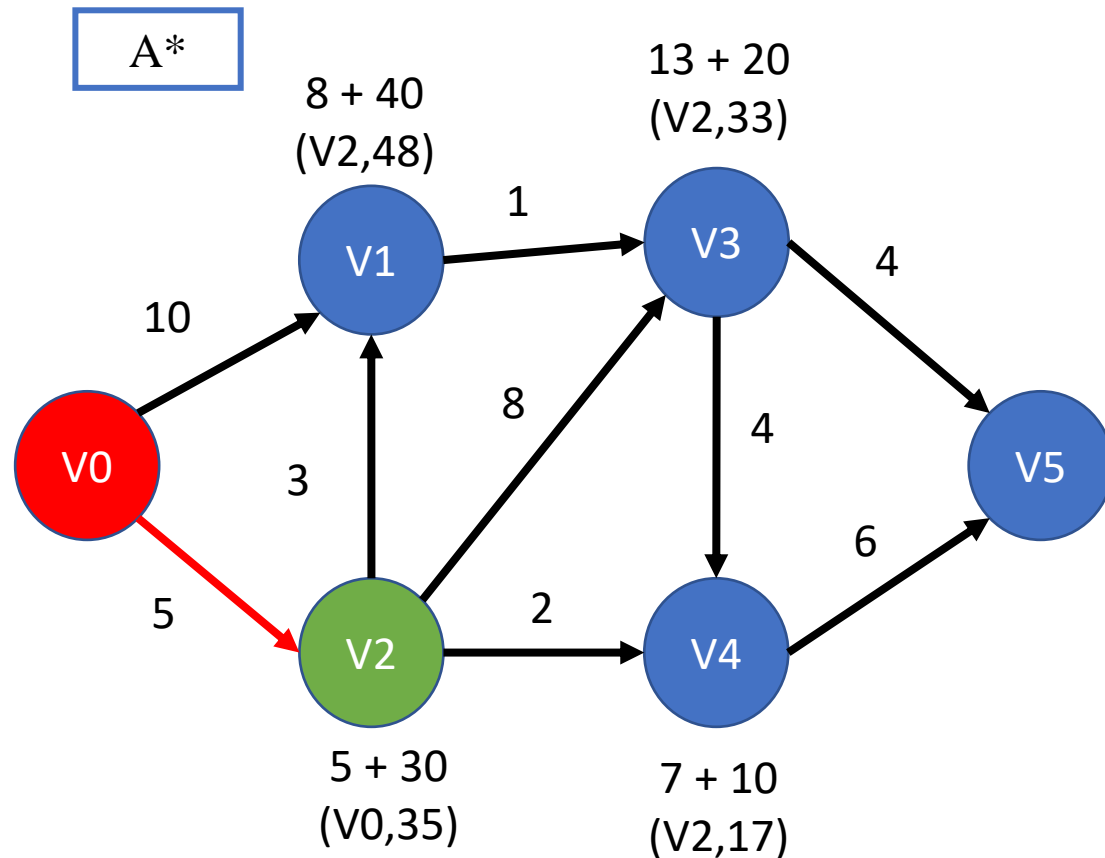 A*
8 + 40
(V2,48)
13 + 20
(V2,33)
1
V1
V3
4
10
8
4
V0
3
V5
5
2
6
V2
V4
5 + 30
(V0,35)
7 + 10
(V2,17)